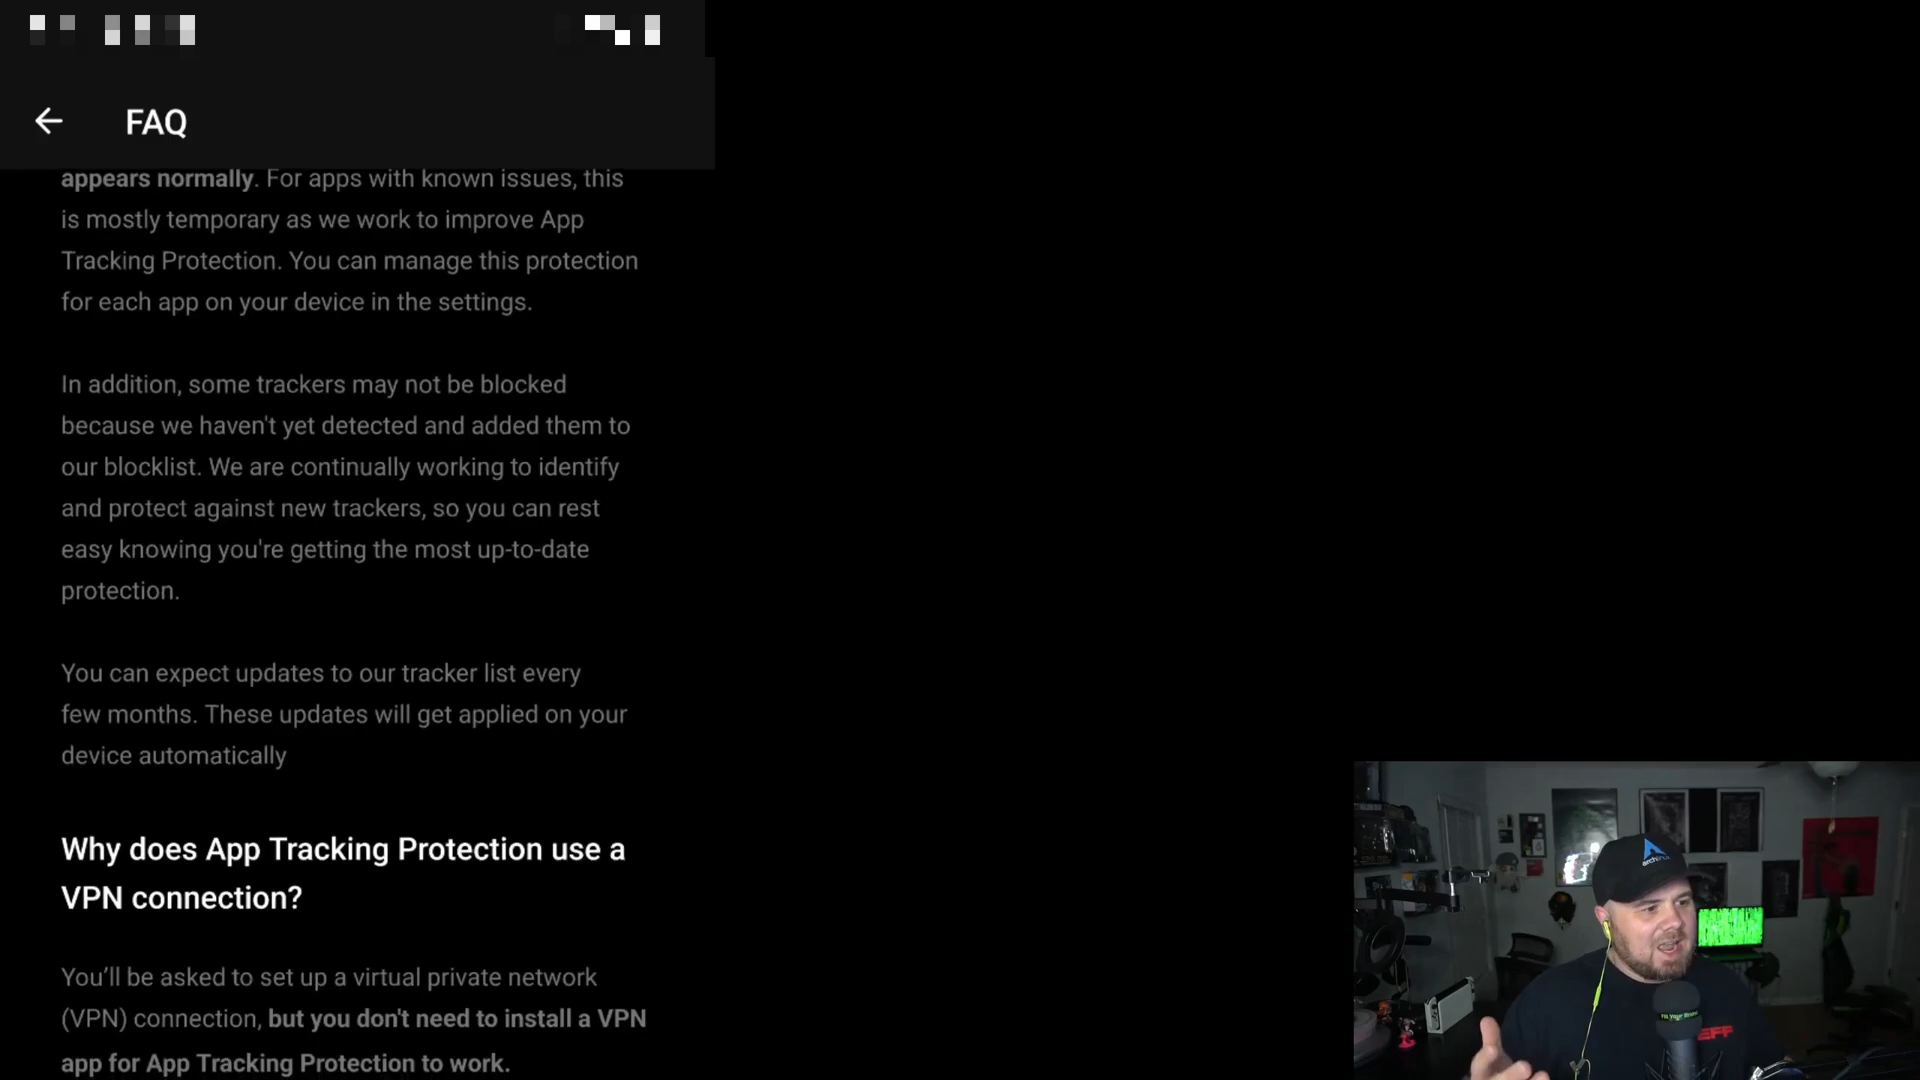 FAQ
appears normally. For apps with known issues, this
is mostly temporary as we work to improve App
Tracking Protection. You can manage this protection
for each app on your device in the settings.
In addition, some trackers may not be blocked
because we haven't yet detected and added them to
our blocklist. We are continually working to identify
and protect against new trackers, so you can rest
easy knowing you're getting the most up-to-date
protection.
You can expect updates to our tracker list every
few months. These updates will get applied on your
device automatically
Why does App Tracking Protection use a
VPN connection?
You’ll be asked to set up a virtual private network
(VPN) connection, but you don't need to install a VPN
app for App Tracking Protection to work.
EFF